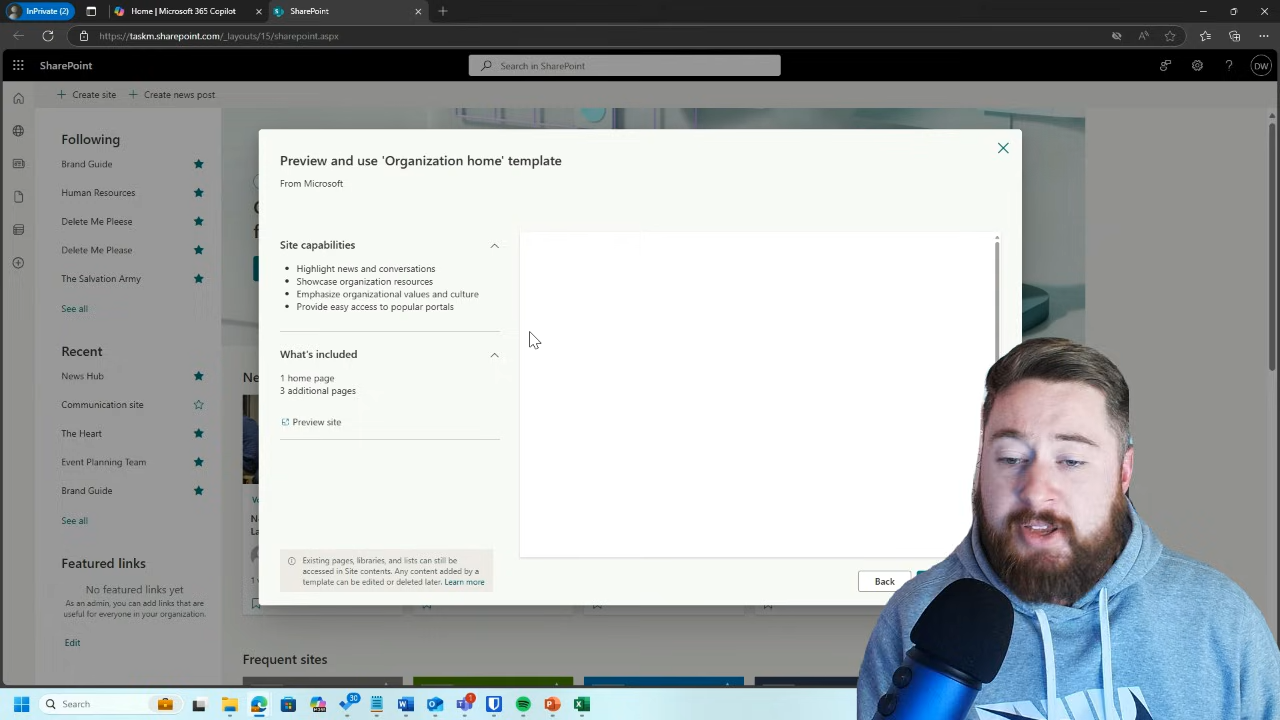 InPrivate (2)
Home | Microsoft 365 Copilot
SharePoint
https://taskm.sharepoint.com/_layouts/15/sharepoint.aspx
SharePoint
Search in SharePoint
DW
Create site
Create news post
Following
Brand Guide
Human Resources
Delete Me Pleese
Delete Me Please
The Salvation Army
See all
Recent
News Hub
Communication site
The Heart
Event Planning Team
Brand Guide
See all
Featured links
No featured links yet
As an admin, you can add links that are
useful for everyone in your organization.
Edit
Preview and use 'Organization home' template
From Microsoft
Site capabilities
Highlight news and conversations
Showcase organization resources
Emphasize organizational values and culture
Provide easy access to popular portals
What's included
1 home page
3 additional pages
Preview site
Existing pages, libraries, and lists can still be
accessed in Site contents. Any content added by a
template can be edited or deleted later. Learn more
Back
Frequent sites
Search
30
1